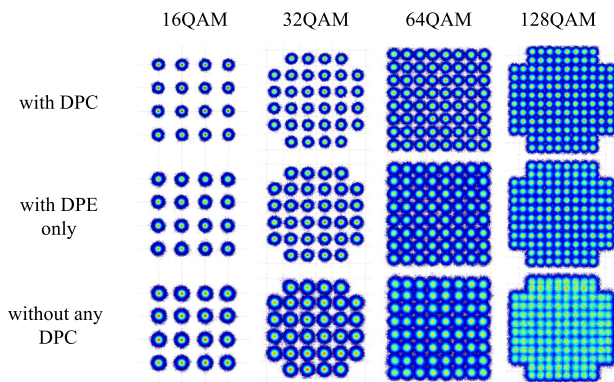 16QAM 32QAM 64QAM 128QAM
with DPC
with DPE
only
without any
DPC